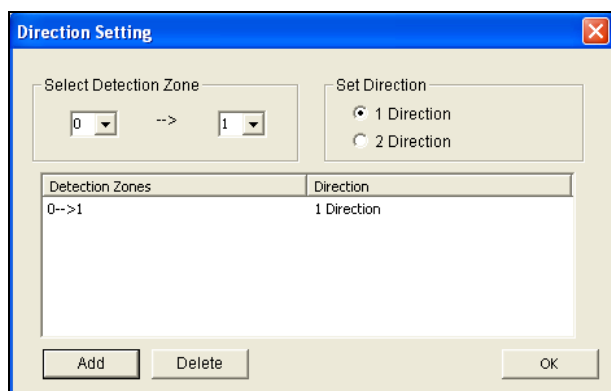 Direction Setting
Select Detection Zone
0 --> 1
Set Direction
1 Direction
2 Direction
Detection Zones Direction
0-->1 1 Direction
Add Delete OK